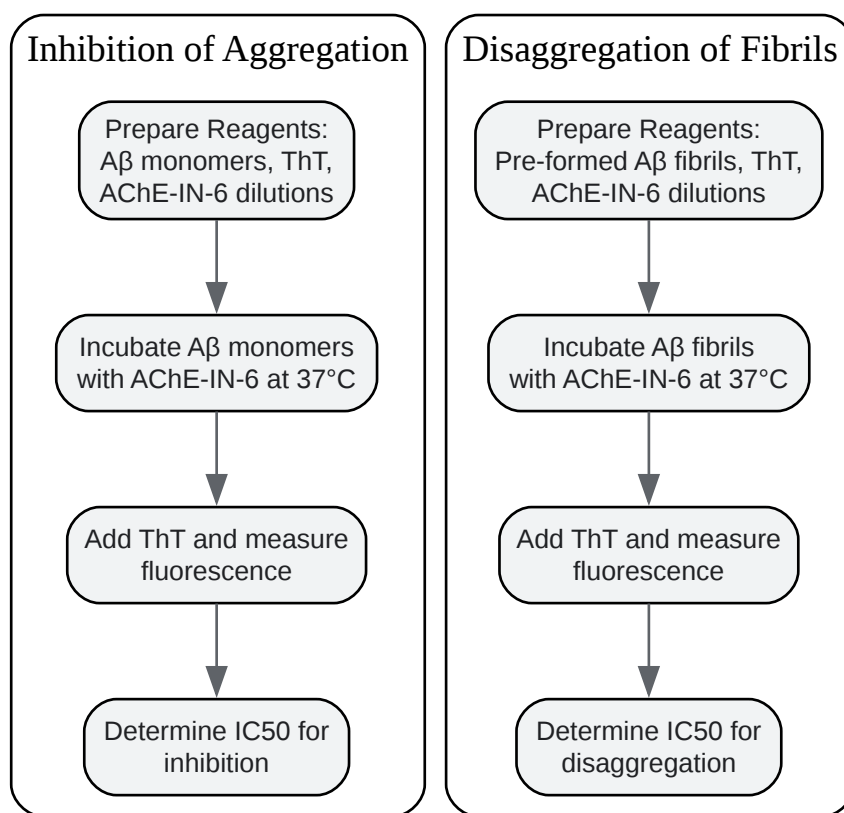 Inhibition of Aggregation
Prepare Reagents:
Aβ monomers, ThT,
AChE-IN-6 dilutions
Incubate Aβ monomers
with AChE-IN-6 at 37°C
Add ThT and measure
fluorescence
Determine IC50 for
inhibition
Disaggregation of Fibrils
Prepare Reagents:
Pre-formed Aβ fibrils, ThT,
AChE-IN-6 dilutions
Incubate Aβ fibrils
with AChE-IN-6 at 37°C
Add ThT and measure
fluorescence
Determine IC50 for
disaggregation